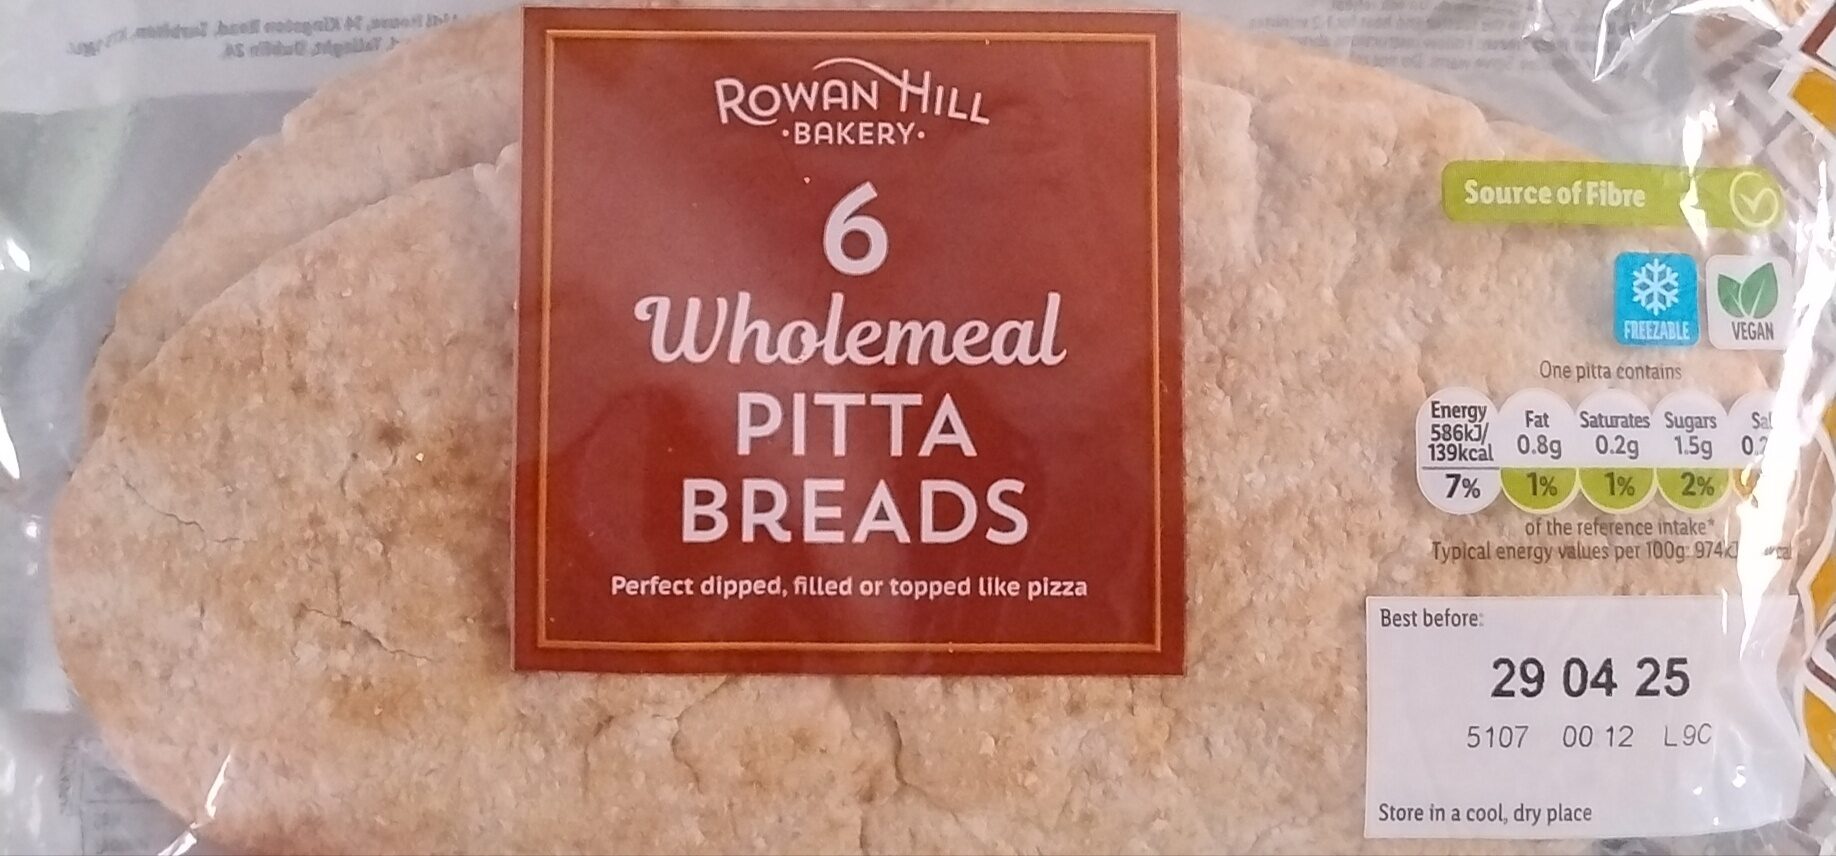 ROWAN HILL
·BAKERY·
6
Wholemeal
PITTA
BREADS
Perfect dipped, filled or topped like pizza
Source of Fibre
FREEZABLE
VEGAN
One pitta contains
Energy Fat Saturates Sugars
586kJ/
139kcal 0.8g 0.2g 1.5g
7% 1% 1% 2%
of the reference intake*
Typical energy values per 100g:
Best before:
29 04 25
5107 00 12 L9C
Store in a cool, dry place